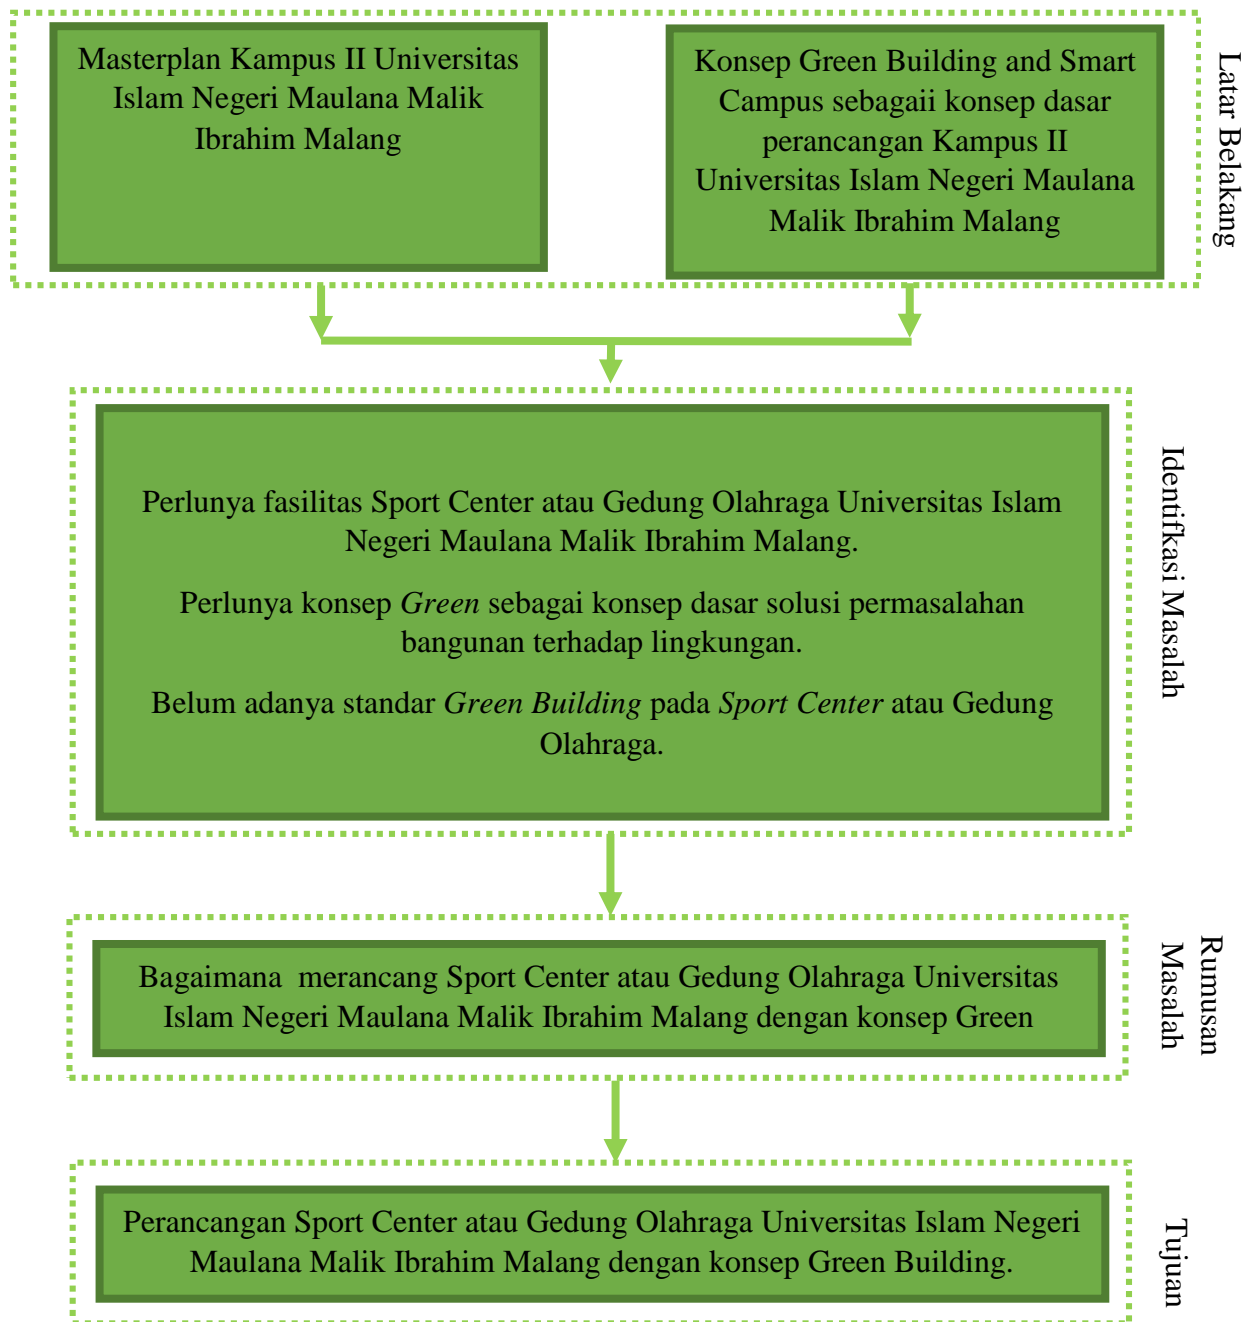 Masterplan Kampus II Universitas
Islam Negeri Maulana Malik
Ibrahim Malang
Konsep Green Building and Smart
Campus sebagaii konsep dasar
perancangan Kampus II
Universitas Islam Negeri Maulana
Malik Ibrahim Malang
Latar Belakang
Perlunya fasilitas Sport Center atau Gedung Olahraga Universitas Islam
Negeri Maulana Malik Ibrahim Malang.
Perlunya konsep Green sebagai konsep dasar solusi permasalahan
bangunan terhadap lingkungan.
Belum adanya standar Green Building pada Sport Center atau Gedung
Olahraga.
Identifkasi Masalah
Bagaimana  merancang Sport Center atau Gedung Olahraga Universitas
Islam Negeri Maulana Malik Ibrahim Malang dengan konsep Green
Rumusan
Masalah
Perancangan Sport Center atau Gedung Olahraga Universitas Islam Negeri
Maulana Malik Ibrahim Malang dengan konsep Green Building.
Tujuan